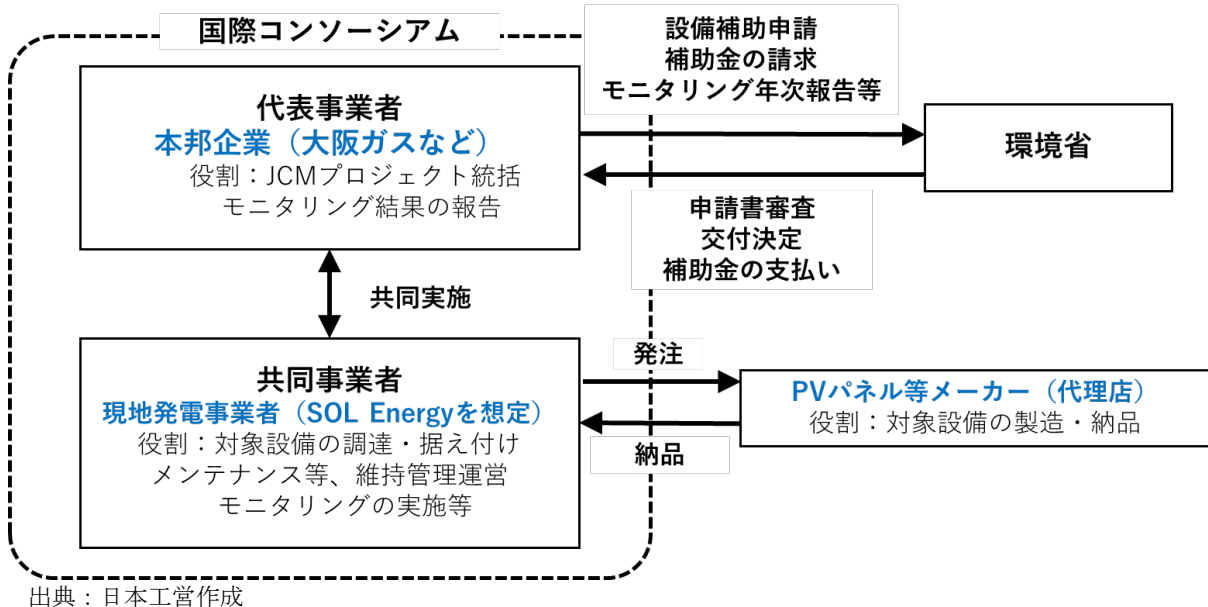 国際コンソーシアム
設備補助申請
補助金の請求
モニタリング年次報告等
代表事業者
本邦企業（大阪ガスなど）
役割：JCMプロジェクト統括
モニタリング結果の報告
環境省
申請書審査
交付決定
補助金の支払い
共同実施
共同事業者
現地発電事業者（SOL Energyを想定）
役割：対象設備の調達・据え付け
メンテナンス等、維持管理運営
モニタリングの実施等
発注
納品
PVパネル等メーカー（代理店）
役割：対象設備の製造・納品
出典：日本工営作成